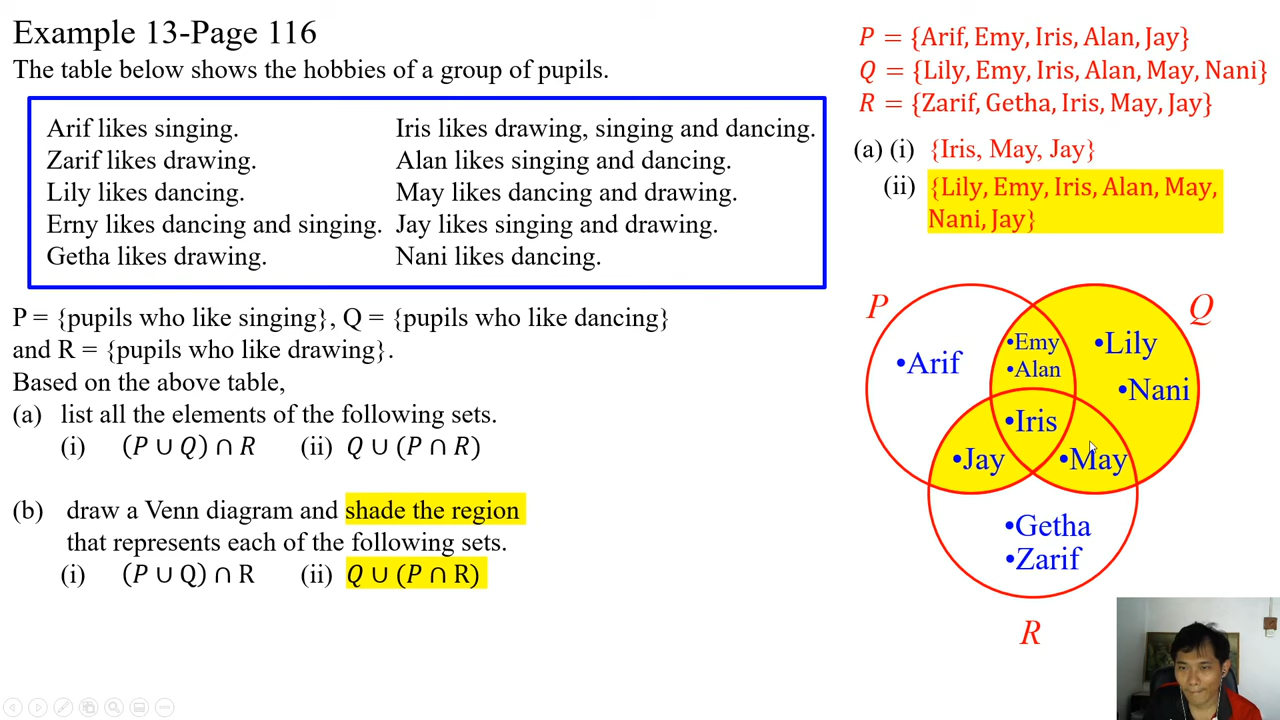 Example 13-Page 116
The table below shows the hobbies of a group of pupils.
Arif likes singing.
Zarif likes drawing.
Lily likes dancing.
Erny likes dancing and singing.
Getha likes drawing.
Iris likes drawing, singing and dancing.
Alan likes singing and dancing.
May likes dancing and drawing.
Jay likes singing and drawing.
Nani likes dancing.
P = {pupils who like singing}, Q = {pupils who like dancing}
and R = {pupils who like drawing}.
Based on the above table,
(a) list all the elements of the following sets.
(i) (P ∪ Q) ∩ R (ii) Q ∪ (P ∩ R)
(b) draw a Venn diagram and shade the region
that represents each of the following sets.
(i) (P ∪ Q) ∩ R (ii) Q ∪ (P ∩ R)
P = {Arif, Emy, Iris, Alan, Jay}
Q = {Lily, Emy, Iris, Alan, May, Nani}
R = {Zarif, Getha, Iris, May, Jay}
(a) (i) {Iris, May, Jay}
(ii) {Lily, Emy, Iris, Alan, May,
Nani, Jay}
P
Q
•Emy
•Alan
•Arif
•Lily
•Nani
•Iris
•Jay
•May
•Getha
•Zarif
R